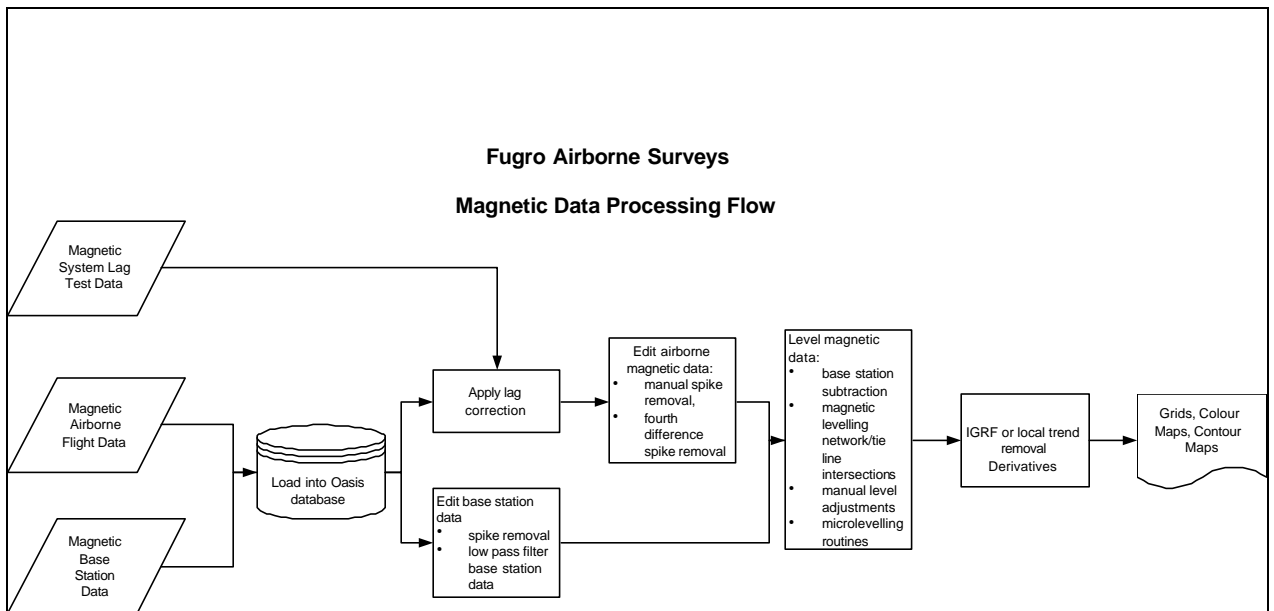 Fugro Airborne Surveys
Magnetic Data Processing Flow
Magnetic
System Lag
Test Data
Magnetic
Airborne
Flight Data
Magnetic
Base
Station
Data
Load into Oasis
database
Apply lag
correction
Edit base station
data
• spike removal
• low pass filter
base station
data
Edit airborne
magnetic data:
• manual spike
removal,
• fourth
difference
spike removal
Level magnetic
data:
• base station
subtraction
• magnetic
levelling
network/tie
line
intersections
• manual level
adjustments
• microlevelling
routines
IGRF or local trend
removal
Derivatives
Grids, Colour
Maps, Contour
Maps